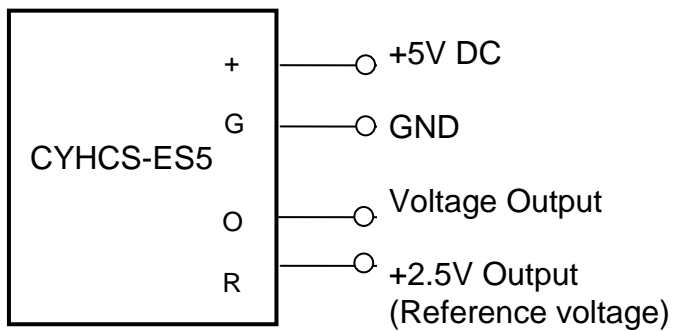 + +5V DC
G GND
CYHCS-ES5
O Voltage Output
R +2.5V Output
(Reference voltage)